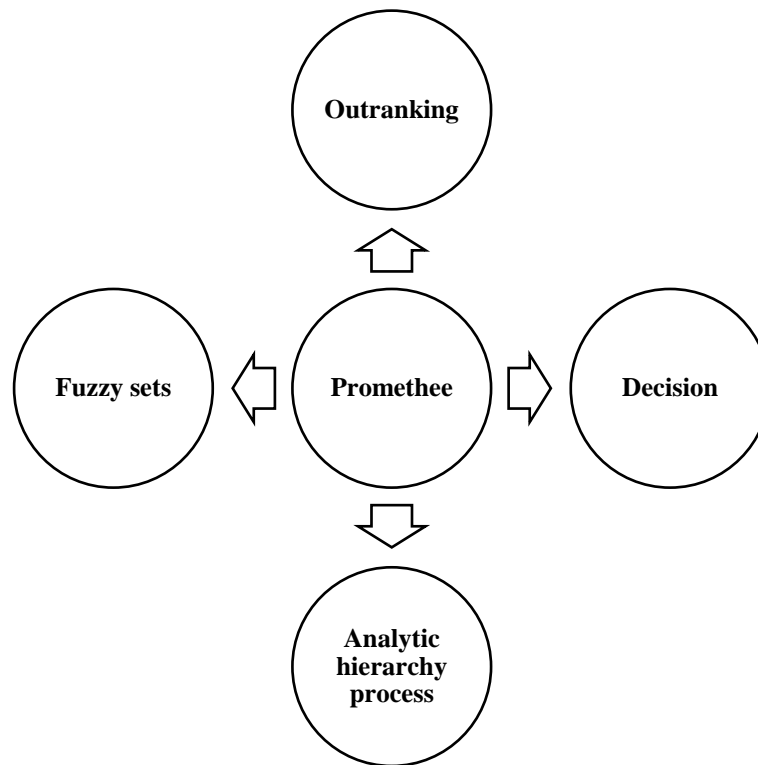 Outranking
Fuzzy sets
Promethee
Decision
Analytic
hierarchy
process